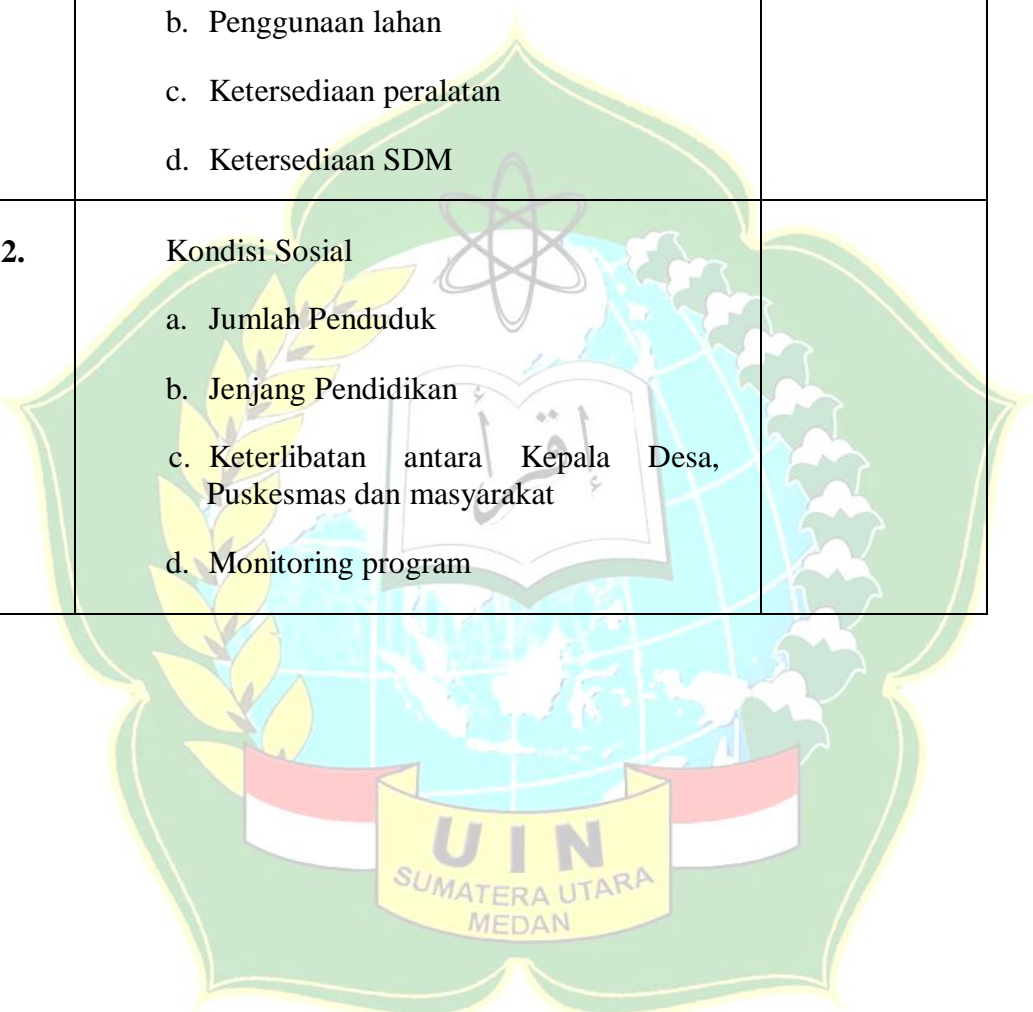 b. Penggunaan lahan
c. Ketersediaan peralatan
d. Ketersediaan SDM
2. Kondisi Sosial
a. Jumlah Penduduk
b. Jenjang Pendidikan
c. Keterlibatan antara Kepala Desa,
Puskesmas dan masyarakat
d. Monitoring program
إقرأ
UIN
SUMATERA UTARA
MEDAN